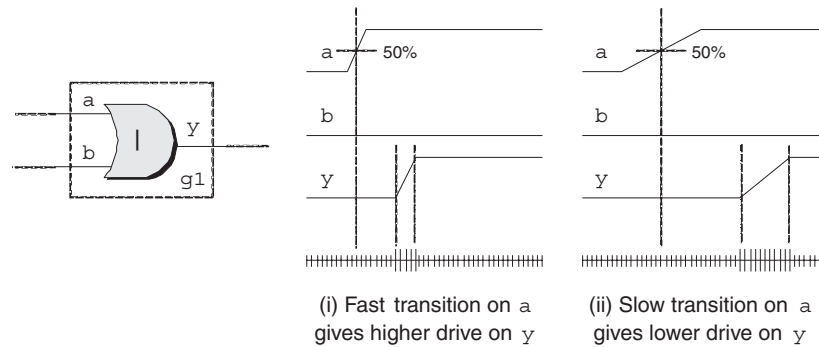 a
b
|
y
g1
a
50%
b
y
(i) Fast transition on a
gives higher drive on y
a
50%
b
y
(ii) Slow transition on a
gives lower drive on y